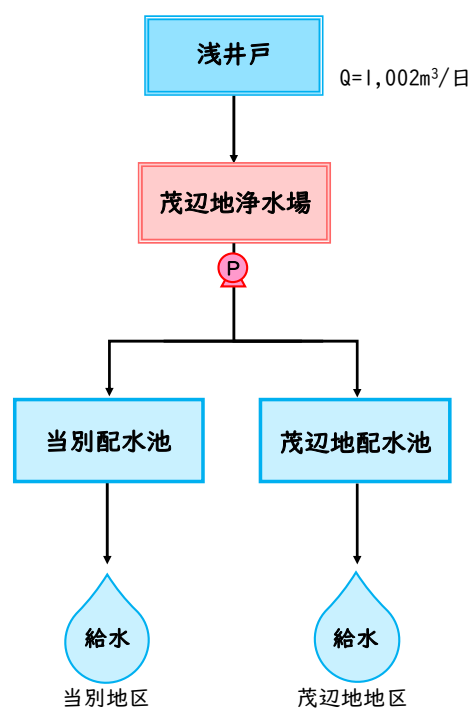 浅井戸
Q=1,002m³/日
茂辺地浄水場
P
当別配水池
茂辺地配水池
給水
給水
当別地区
茂辺地地区